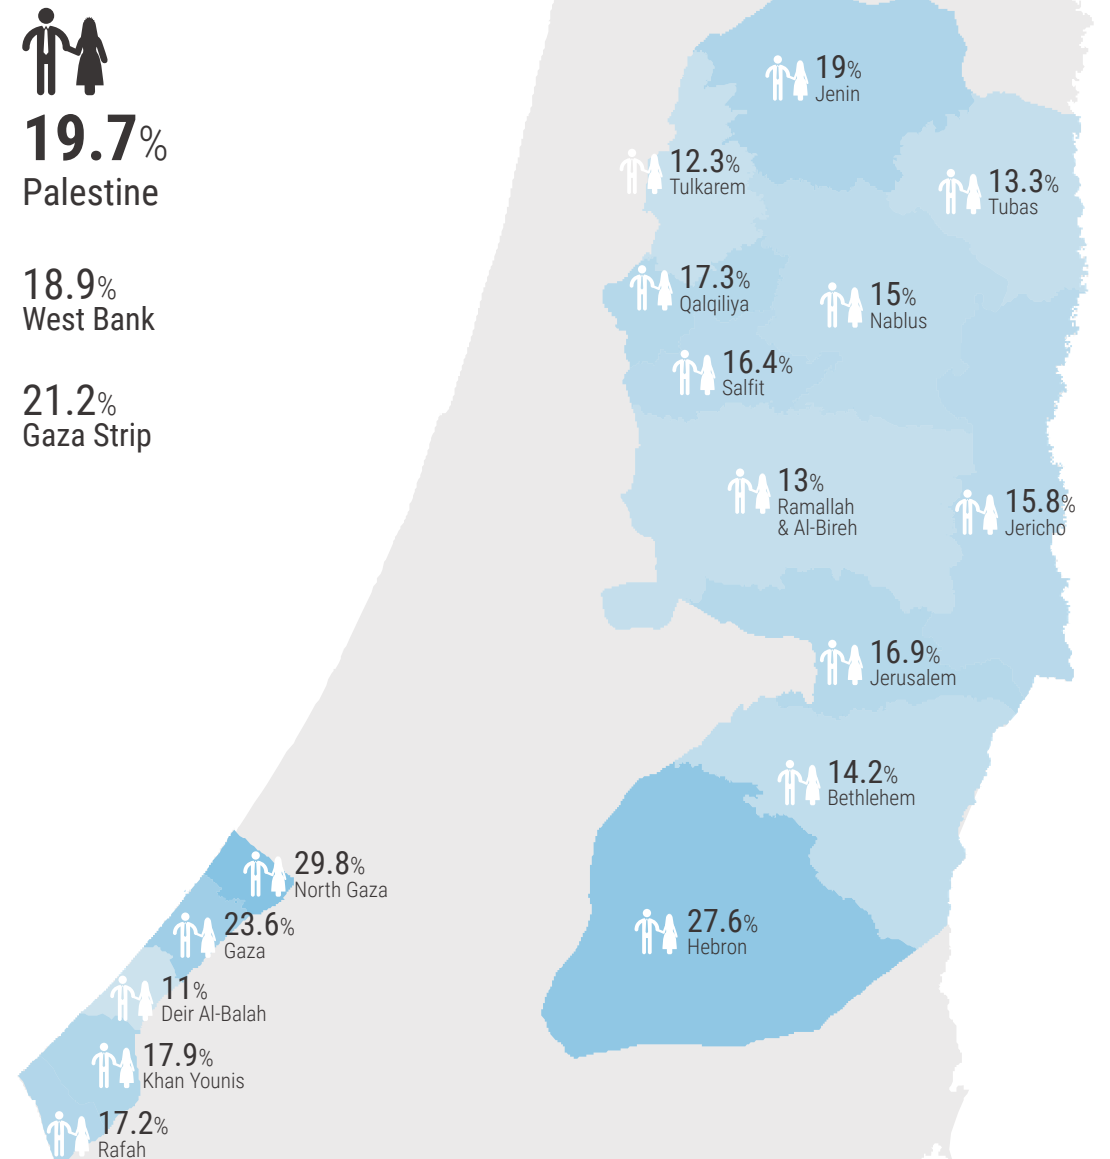 19.7%
Palestine
18.9%
West Bank
21.2%
Gaza Strip
19%
Jenin
12.3%
Tulkarem
13.3%
Tubas
17.3%
Qalqiliya
15%
Nablus
16.4%
Salfit
13%
Ramallah
& Al-Bireh
15.8%
Jericho
16.9%
Jerusalem
14.2%
Bethlehem
29.8%
North Gaza
23.6%
Gaza
27.6%
Hebron
11%
Deir Al-Balah
17.9%
Khan Younis
17.2%
Rafah